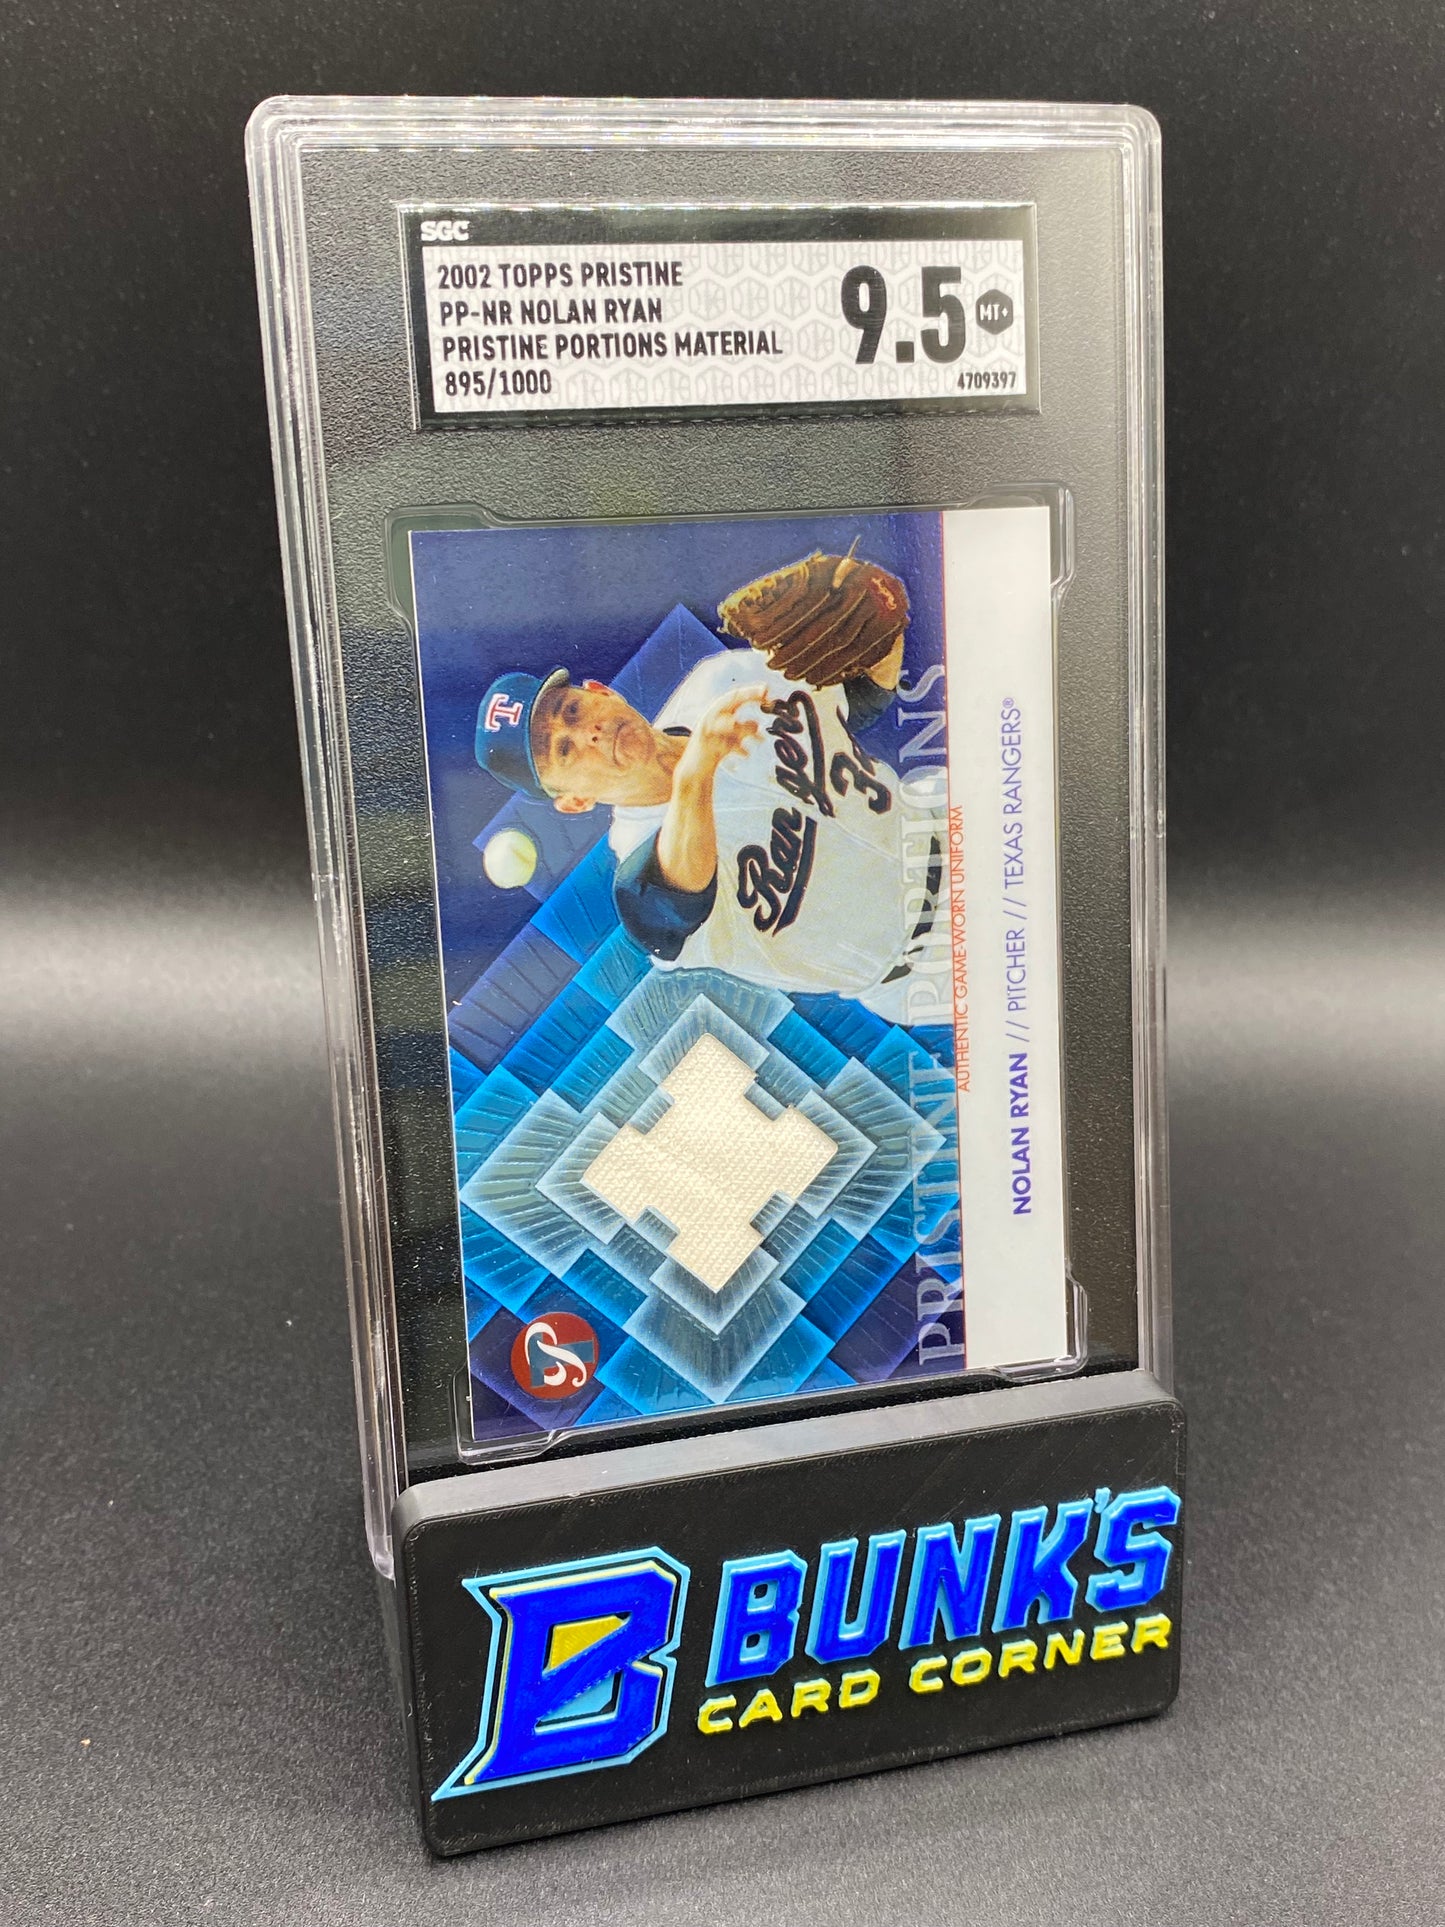 SGC
2002 TOPPS PRISTINE
PP-NR NOLAN RYAN
PRISTINE PORTIONS MATERIAL
895/1000
9.5 MT+
4709397
T
Rangers
34
PRISTINE PORTIONS
AUTHENTIC GAME-WORN UNIFORM
NOLAN RYAN // PITCHER // TEXAS RANGERS®
B BUNK'S
CARD CORNER